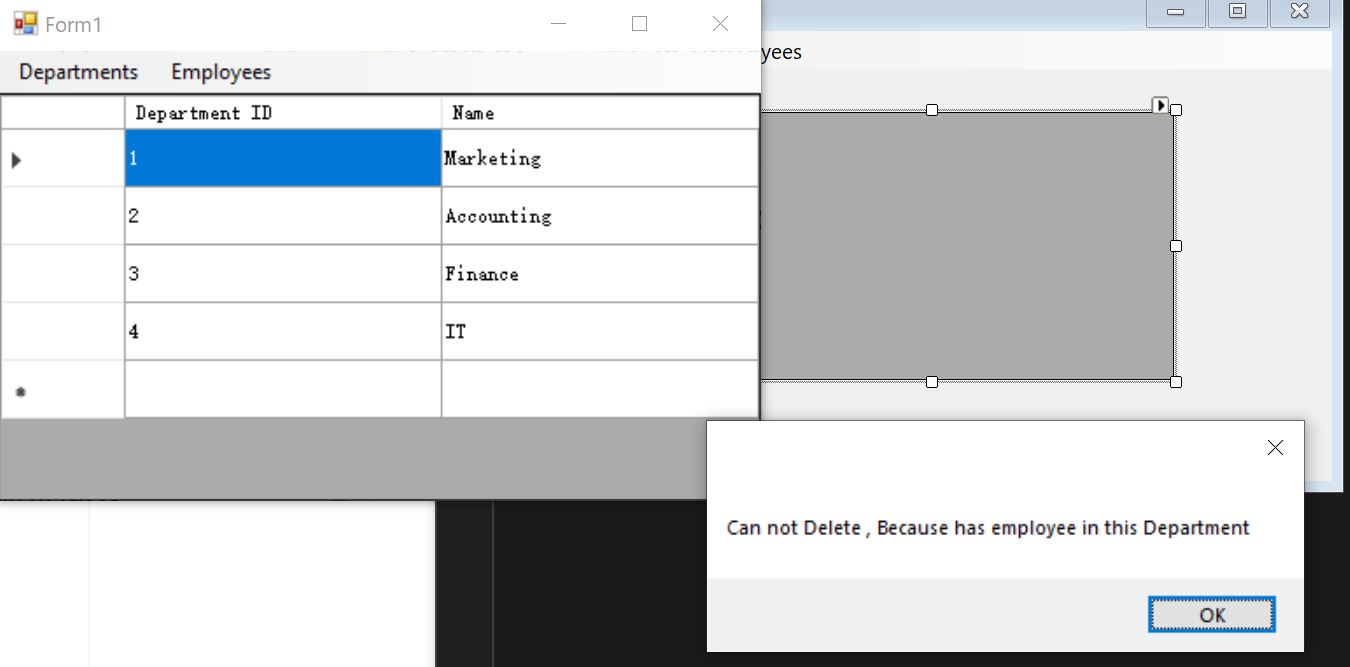 Form1
yees
Departments Employees
Department ID Name
1 Marketing
2 Accounting
3 Finance
4 IT
Can not Delete , Because has employee in this Department
OK